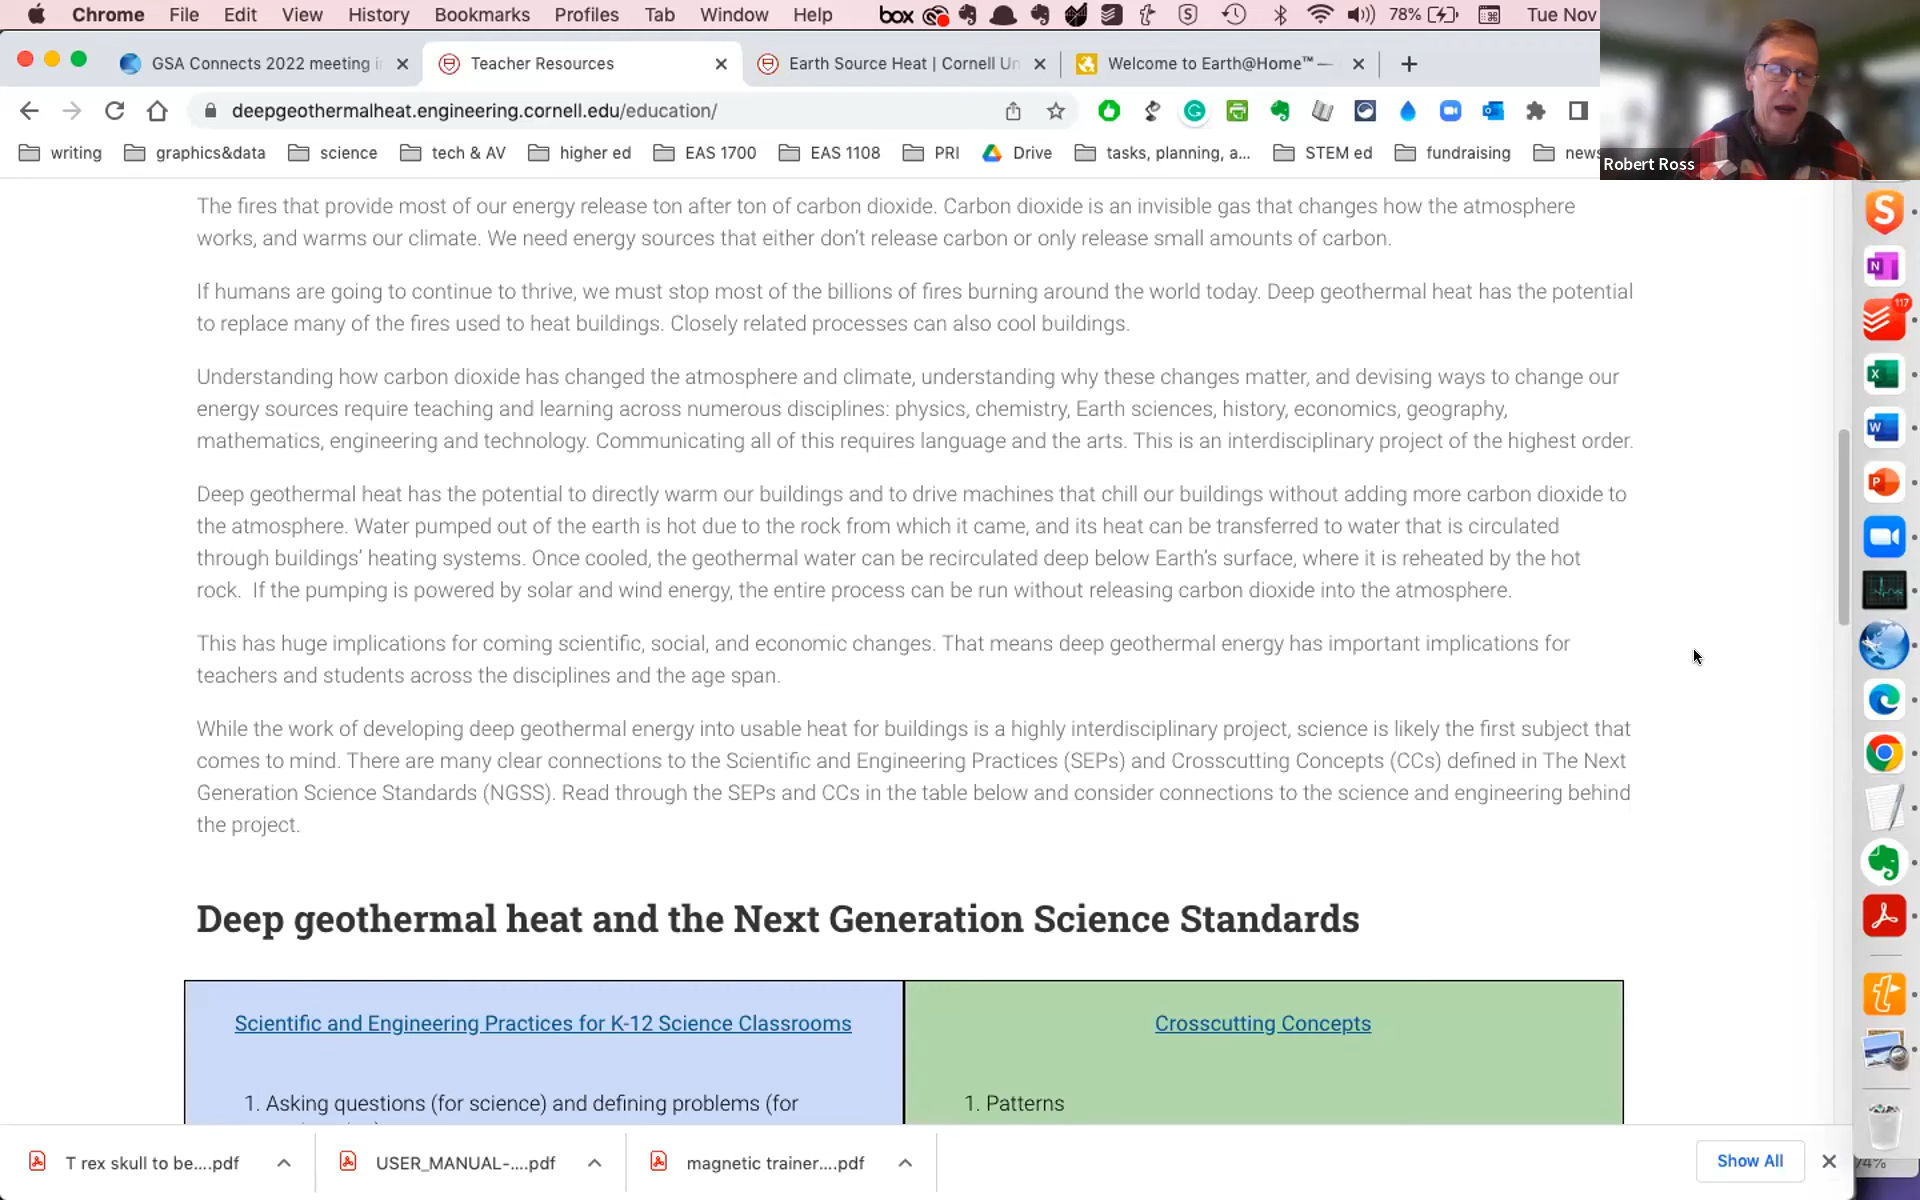 Chrome File Edit View History Bookmarks Profiles Tab Window Help box 78% Tue Nov
GSA Connects 2022 meeting i
Teacher Resources
Earth Source Heat | Cornell Un
Welcome to Earth@Home™ —
deepgeothermalheat.engineering.cornell.edu/education/
writing graphics&data science tech & AV higher ed EAS 1700 EAS 1108 PRI Drive tasks, planning, a... STEM ed fundraising news
Robert Ross
The fires that provide most of our energy release ton after ton of carbon dioxide. Carbon dioxide is an invisible gas that changes how the atmosphere
works, and warms our climate. We need energy sources that either don't release carbon or only release small amounts of carbon.
If humans are going to continue to thrive, we must stop most of the billions of fires burning around the world today. Deep geothermal heat has the potential
to replace many of the fires used to heat buildings. Closely related processes can also cool buildings.
Understanding how carbon dioxide has changed the atmosphere and climate, understanding why these changes matter, and devising ways to change our
energy sources require teaching and learning across numerous disciplines: physics, chemistry, Earth sciences, history, economics, geography,
mathematics, engineering and technology. Communicating all of this requires language and the arts. This is an interdisciplinary project of the highest order.
Deep geothermal heat has the potential to directly warm our buildings and to drive machines that chill our buildings without adding more carbon dioxide to
the atmosphere. Water pumped out of the earth is hot due to the rock from which it came, and its heat can be transferred to water that is circulated
through buildings' heating systems. Once cooled, the geothermal water can be recirculated deep below Earth's surface, where it is reheated by the hot
rock.  If the pumping is powered by solar and wind energy, the entire process can be run without releasing carbon dioxide into the atmosphere.
This has huge implications for coming scientific, social, and economic changes. That means deep geothermal energy has important implications for
teachers and students across the disciplines and the age span.
While the work of developing deep geothermal energy into usable heat for buildings is a highly interdisciplinary project, science is likely the first subject that
comes to mind. There are many clear connections to the Scientific and Engineering Practices (SEPs) and Crosscutting Concepts (CCs) defined in The Next
Generation Science Standards (NGSS). Read through the SEPs and CCs in the table below and consider connections to the science and engineering behind
the project.
Deep geothermal heat and the Next Generation Science Standards
Scientific and Engineering Practices for K-12 Science Classrooms
Crosscutting Concepts
1. Asking questions (for science) and defining problems (for
1. Patterns
T rex skull to be....pdf
USER_MANUAL-....pdf
magnetic trainer....pdf
Show All
74%
117